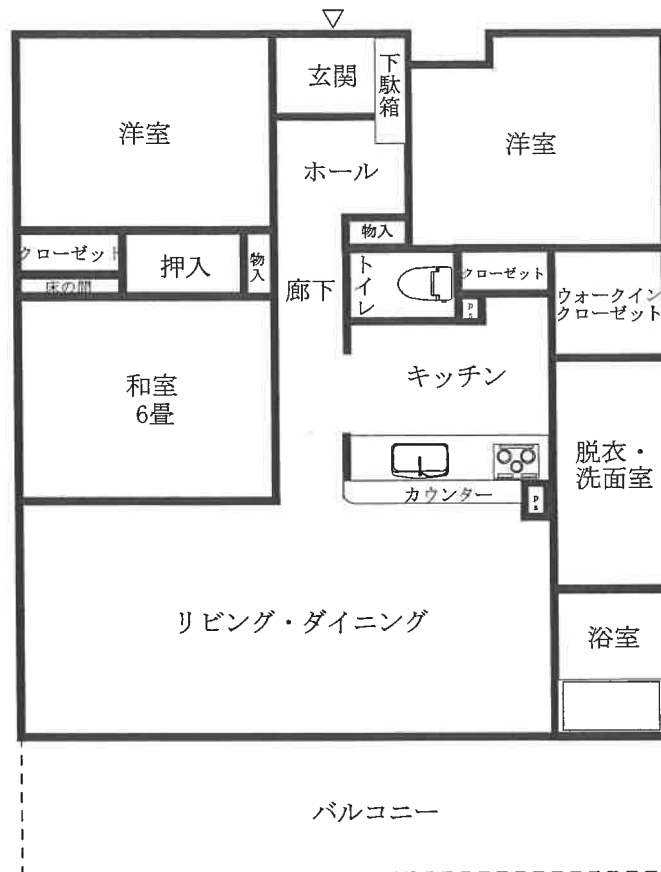 玄関
下駄箱
洋室
洋室
ホール
物入
クローゼット
押入
物入
床の間
廊下
トイレ
クローゼット
PS
ウォークイン
クローゼット
和室
6畳
キッチン
脱衣・
洗面室
カウンター
PS
リビング・ダイニング
浴室
バルコニー